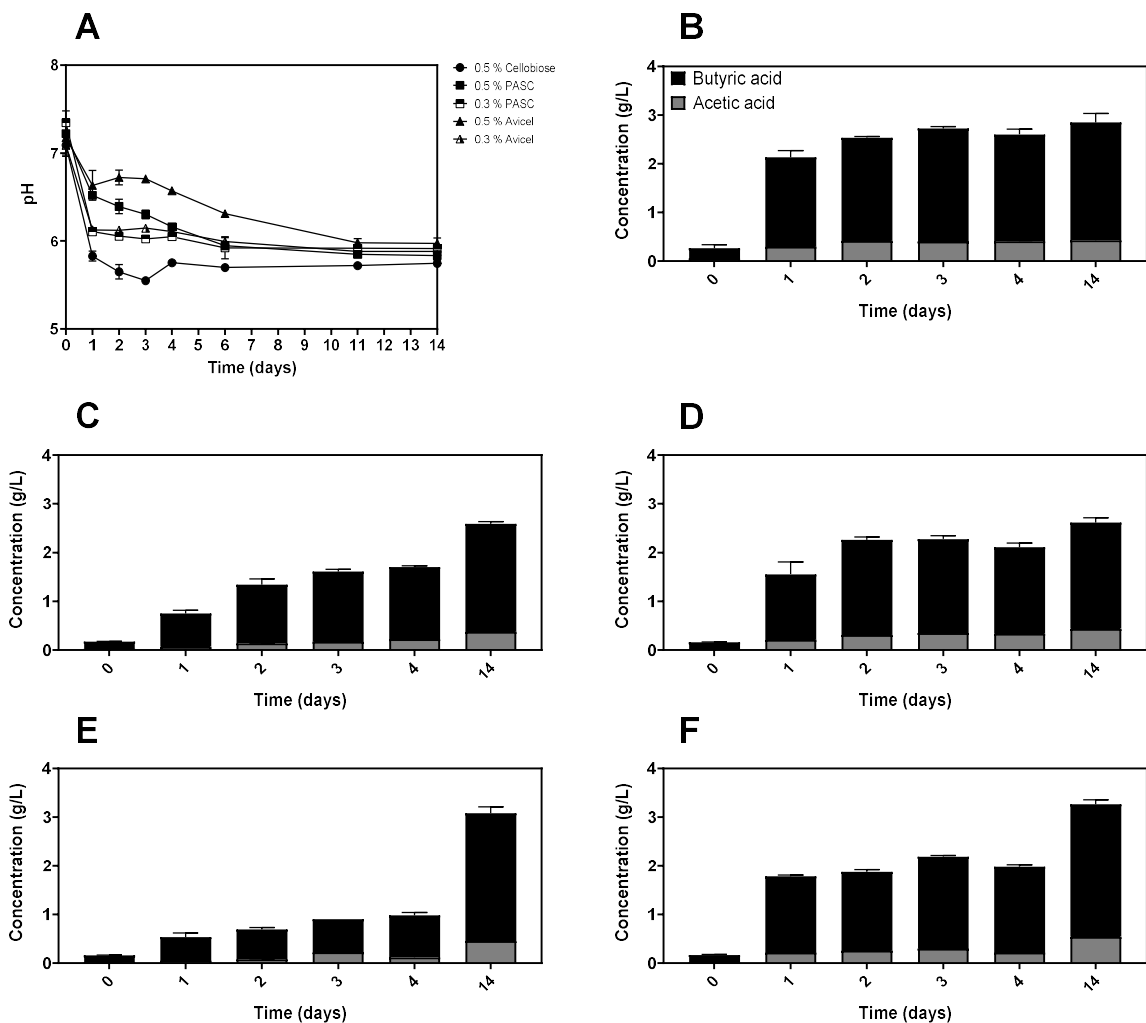 A
8
7
6
5
pH
0 1 2 3 4 5 6 7 8 9 10 11 12 13 14
Time (days)
0.5 % Cellobiose
0.5 % PASC
0.3 % PASC
0.5 % Avicel
0.3 % Avicel
B
4
3
2
1
0
Concentration (g/L)
Butyric acid
Acetic acid
0 1 2 3 4 14
Time (days)
C
4
3
2
1
0
Concentration (g/L)
0 1 2 3 4 14
Time (days)
D
4
3
2
1
0
Concentration (g/L)
0 1 2 3 4 14
Time (days)
E
4
3
2
1
0
Concentration (g/L)
0 1 2 3 4 14
Time (days)
F
4
3
2
1
0
Concentration (g/L)
0 1 2 3 4 14
Time (days)